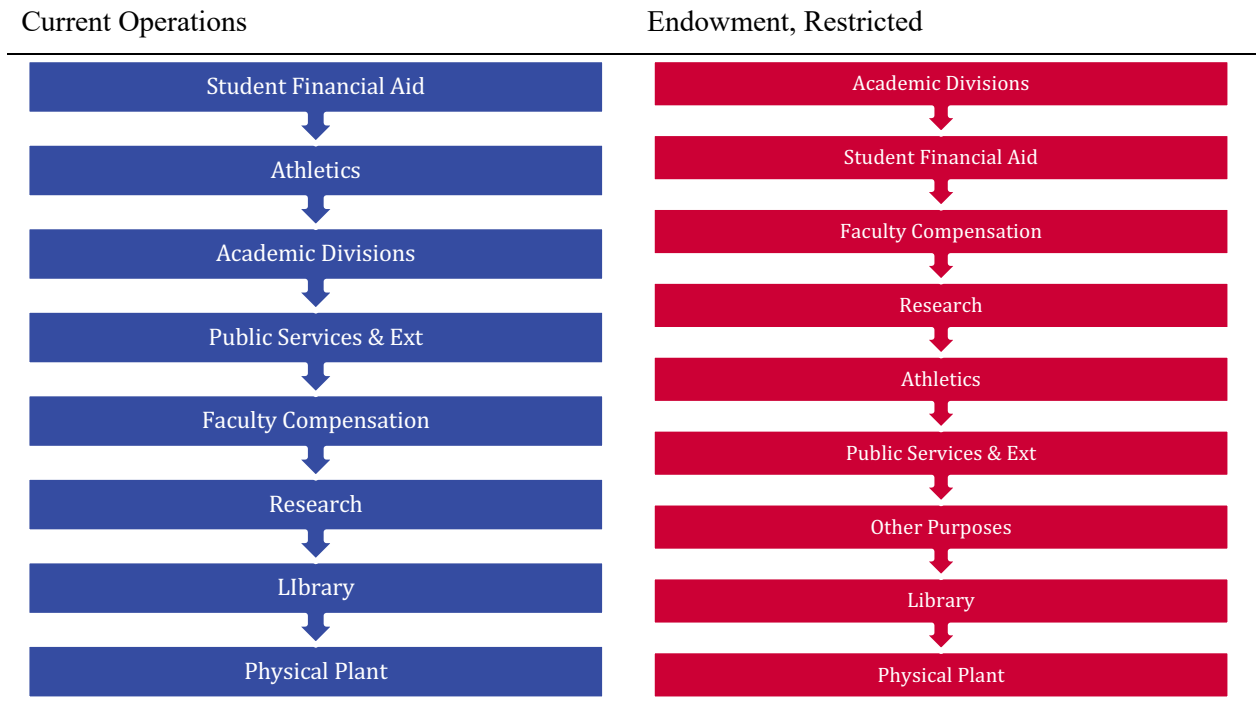 Current Operations
Student Financial Aid
Athletics
Academic Divisions
Public Services & Ext
Faculty Compensation
Research
LIbrary
Physical Plant
Endowment, Restricted
Academic Divisions
Student Financial Aid
Faculty Compensation
Research
Athletics
Public Services & Ext
Other Purposes
Library
Physical Plant